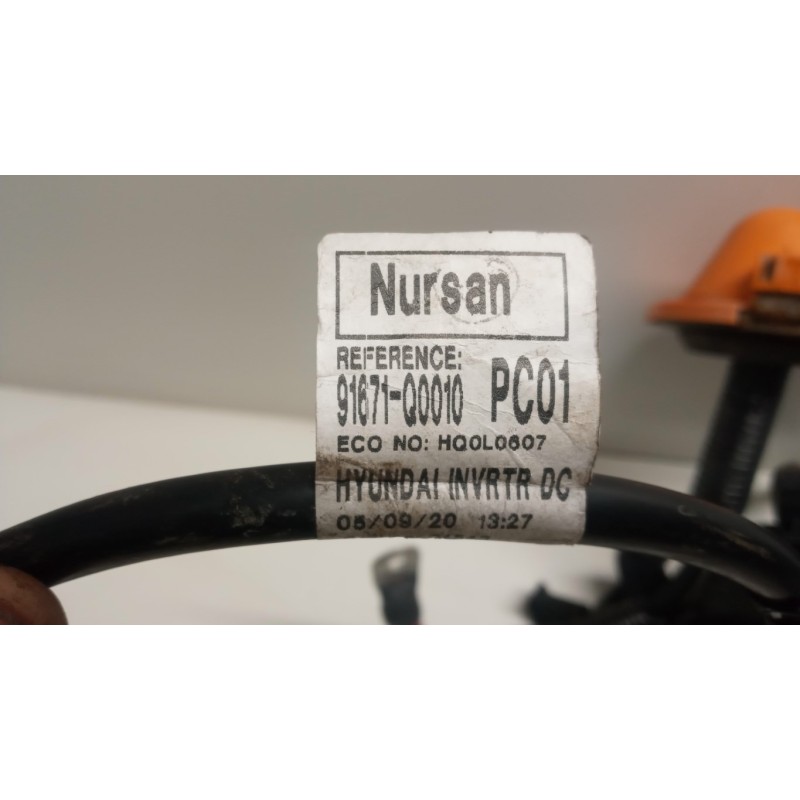 Nursan
REFERENCE:
91671-Q0010 PC01
ECO NO: HQ0L0607
HYUNDAI INVRTR DC
05/09/20 13:27